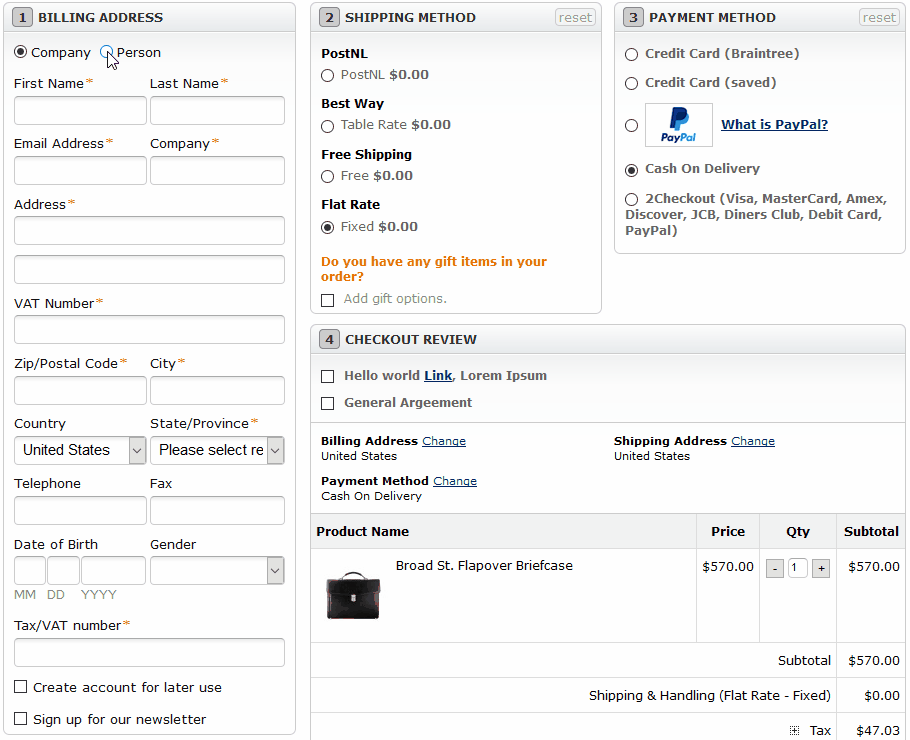 1 BILLING ADDRESS
Company Person
First Name* Last Name*
Email Address* Company*
Address*
VAT Number*
Zip/Postal Code* City*
Country State/Province*
United States Please select re
Telephone Fax
Date of Birth Gender
MM DD YYYY
Tax/VAT number*
Create account for later use
Sign up for our newsletter
2 SHIPPING METHOD reset
PostNL
PostNL $0.00
Best Way
Table Rate $0.00
Free Shipping
Free $0.00
Flat Rate
Fixed $0.00
Do you have any gift items in your
order?
Add gift options.
3 PAYMENT METHOD reset
Credit Card (Braintree)
Credit Card (saved)
PayPal What is PayPal?
Cash On Delivery
2Checkout (Visa, MasterCard, Amex,
Discover, JCB, Diners Club, Debit Card,
PayPal)
4 CHECKOUT REVIEW
Hello world Link, Lorem Ipsum
General Argeement
Billing Address Change Shipping Address Change
United States United States
Payment Method Change
Cash On Delivery
Product Name Price Qty Subtotal
Broad St. Flapover Briefcase $570.00 - 1 + $570.00
Subtotal $570.00
Shipping & Handling (Flat Rate - Fixed) $0.00
Tax $47.03